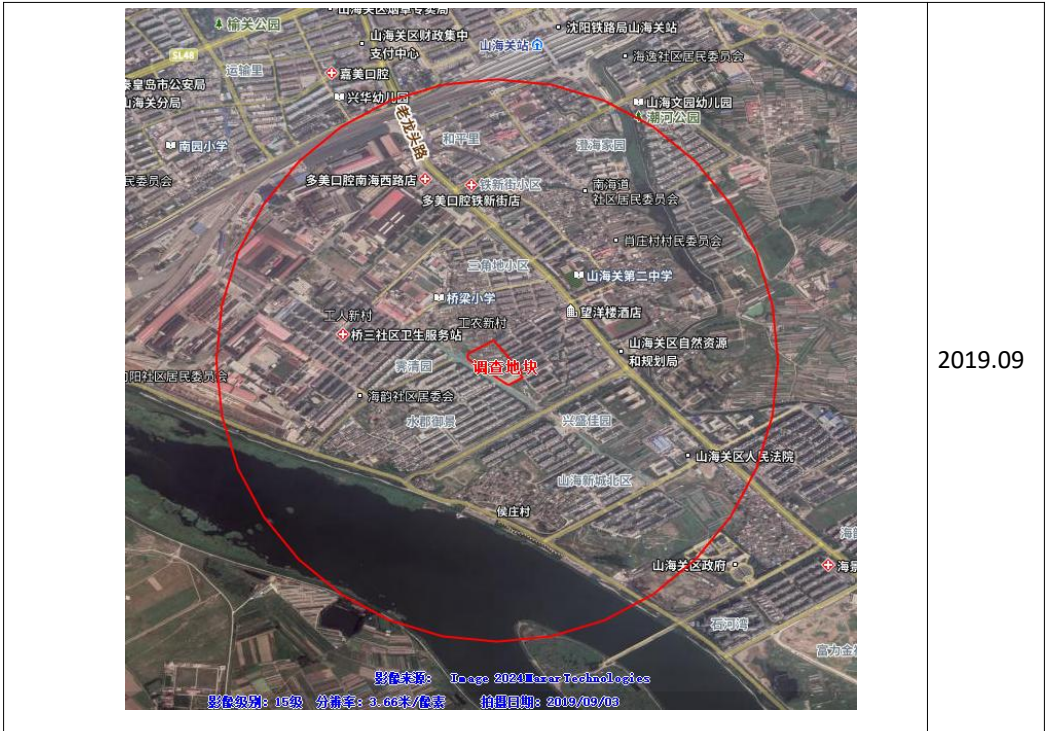 山海关区烟草专卖局
榆关公园
沈阳铁路局山海关站
山海关区财政集中
支付中心
山海关站
海逸社区居民委员会
SL48
运输里
嘉美口腔
秦皇岛市公安局
山海关分局
兴华幼儿园
山海文园幼儿园
潮河公园
老龙头路
和平里
澄海家园
南园小学
民委员会
多美口腔南海西路店
铁新街小区
多美口腔铁新街店
南海道
社区居民委员会
肖庄村村民委员会
三角地小区
山海关第二中学
桥梁小学
望洋楼酒店
工人新村
工农新村
桥三社区卫生服务站
山海关区自然资源
和规划局
2019.09
调查地块
阳社区居民委员会
海韵社区居委会
水郡御景
兴盛佳园
山海关区人民法院
山海新城北区
侯庄村
山海关区政府
石河湾
影像来源: Image 2024MaxarTechnologies
影像级别: 15级 分辨率: 3.66米/像素 拍摄日期: 2019/09/03